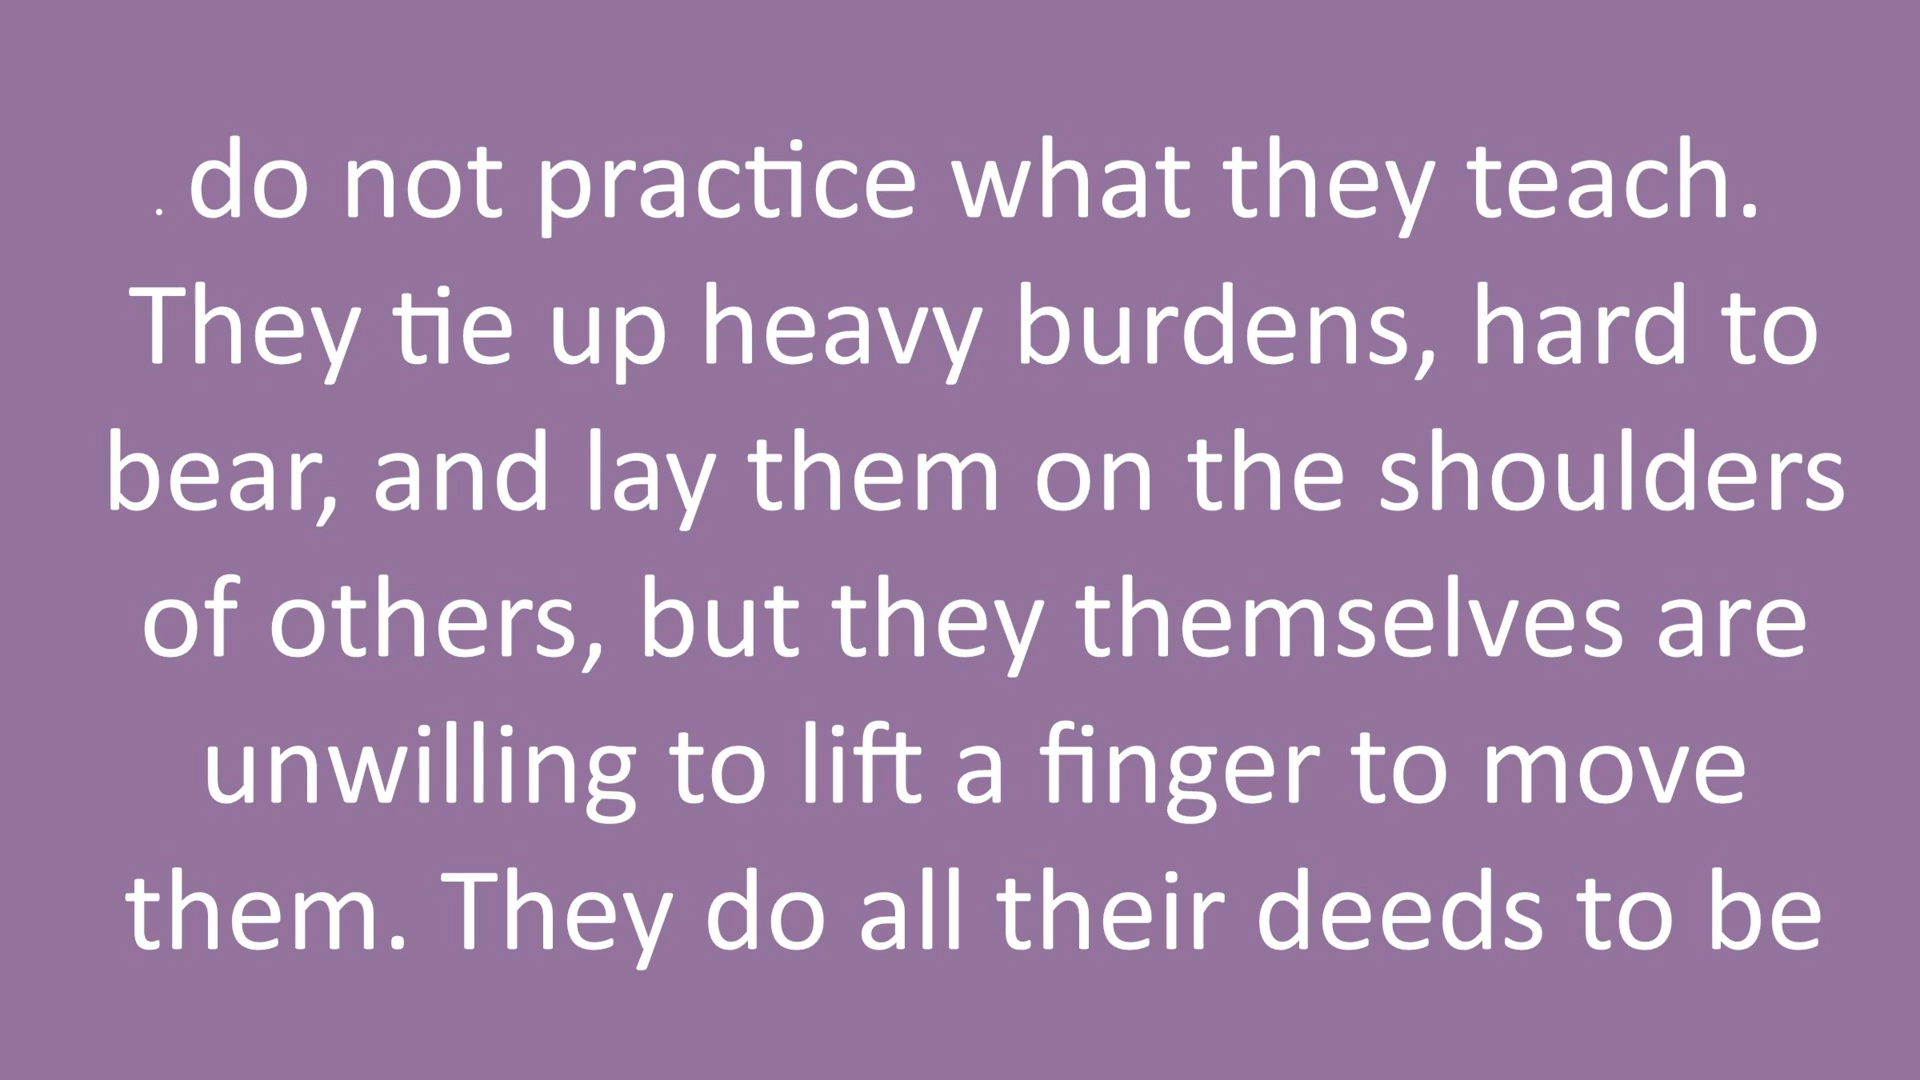 . do not practice what they teach.
They tie up heavy burdens, hard to
bear, and lay them on the shoulders
of others, but they themselves are
unwilling to lift a finger to move
them. They do all their deeds to be